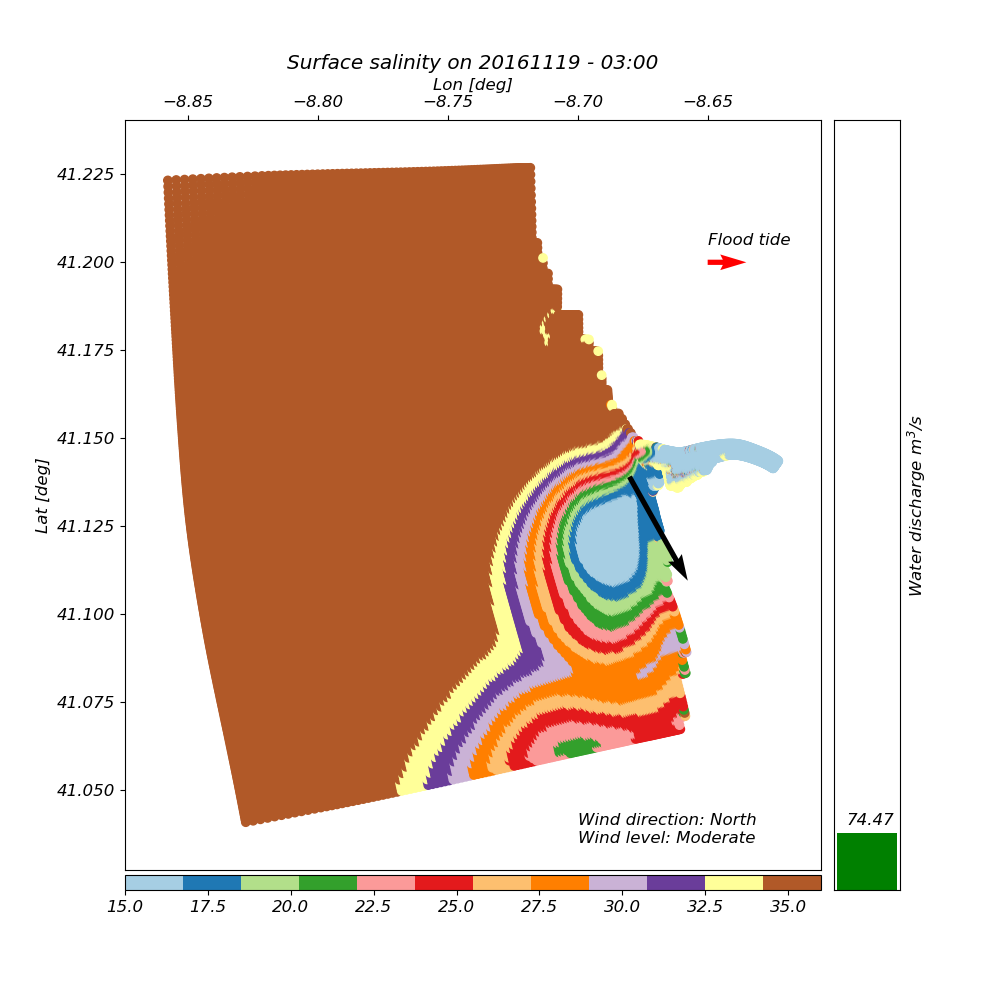 Surface salinity on 20161119 - 03:00
Lon [deg]
−8.85 −8.80 −8.75 −8.70 −8.65
41.225
41.200
41.175
41.150
41.125
41.100
41.075
41.050
Lat [deg]
Flood tide
Wind direction: North
Wind level: Moderate
15.0 17.5 20.0 22.5 25.0 27.5 30.0 32.5 35.0
74.47
Water discharge m³/s